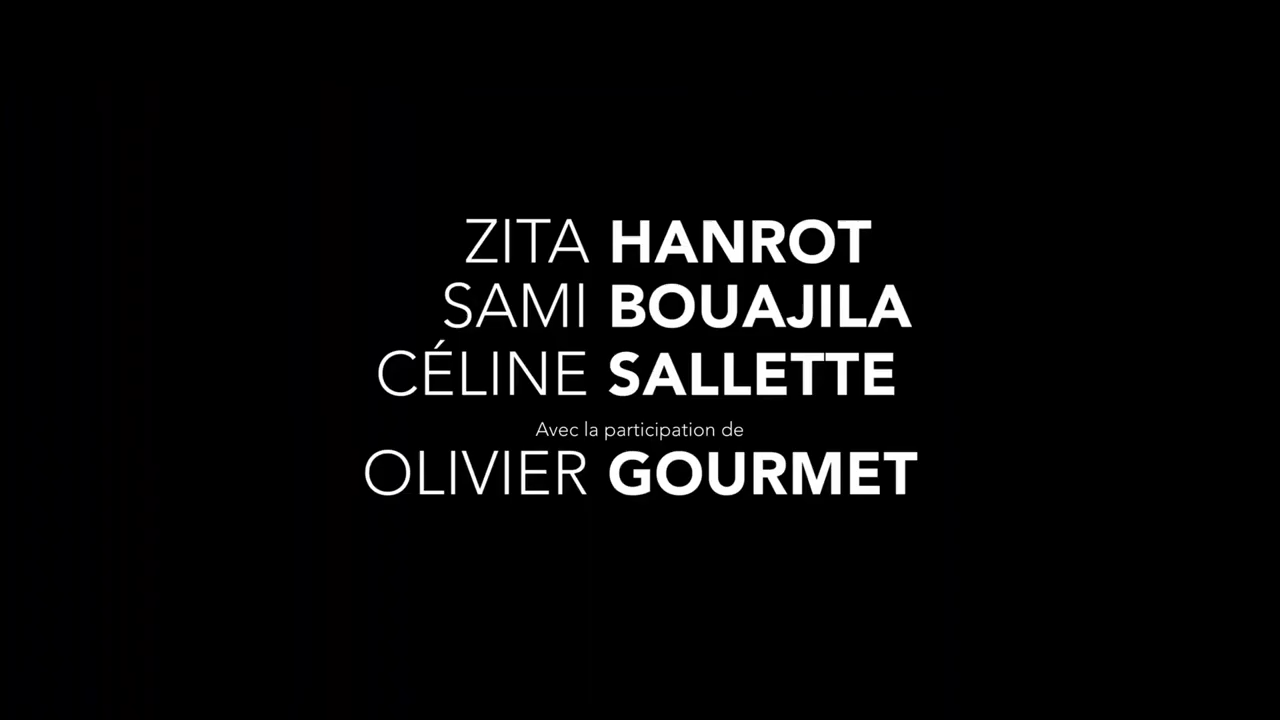 ZITA HANROT
SAMI BOUAJILA
CÉLINE SALLETTE
Avec la participation de
OLIVIER GOURMET